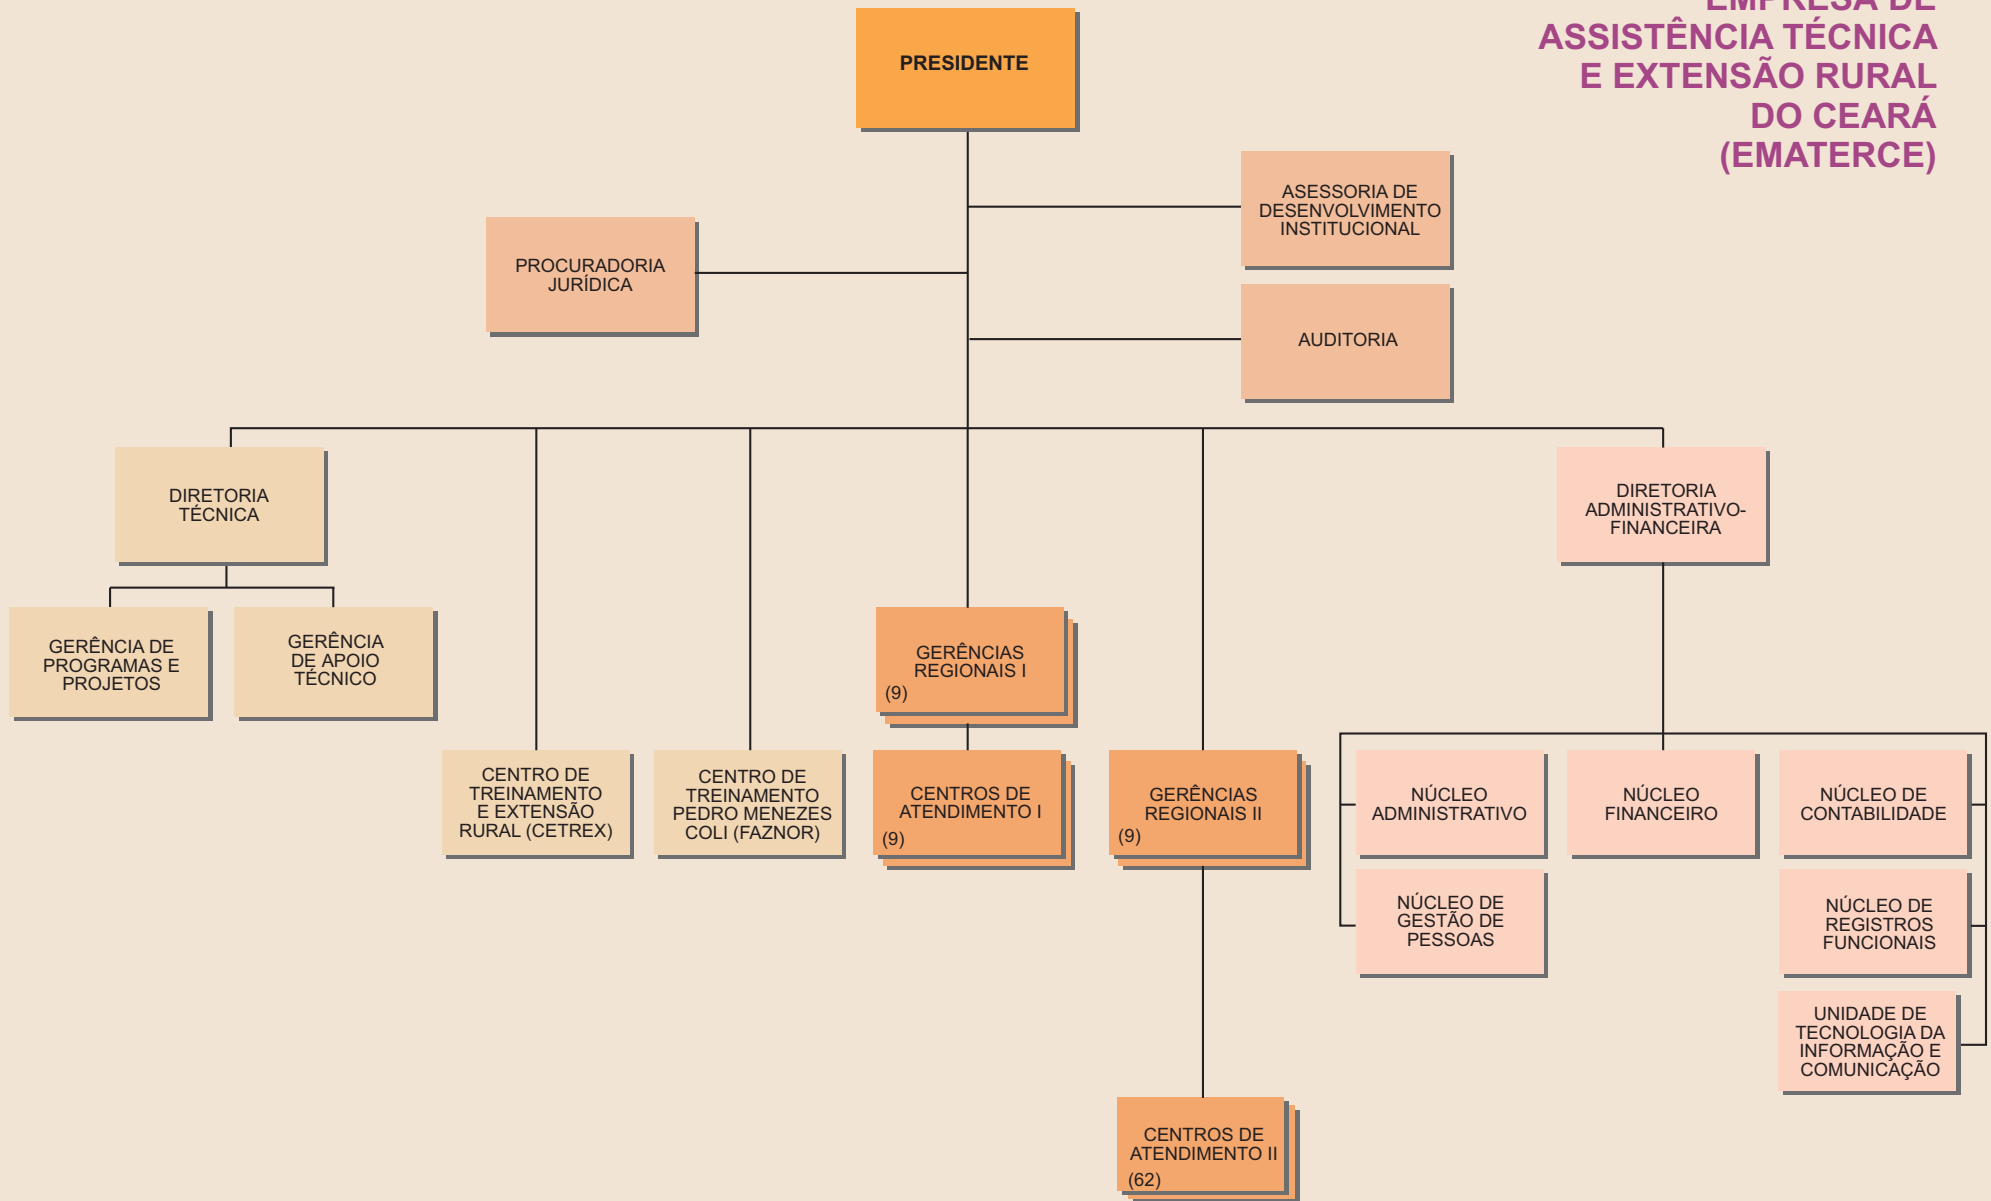 EMPRESA DE
ASSISTÊNCIA TÉCNICA
E EXTENSÃO RURAL
DO CEARÁ
(EMATERCE)
PRESIDENTE
ASESSORIA DE
DESENVOLVIMENTO
INSTITUCIONAL
PROCURADORIA
JURÍDICA
AUDITORIA
DIRETORIA
TÉCNICA
DIRETORIA
ADMINISTRATIVO-
FINANCEIRA
GERÊNCIA DE
PROGRAMAS E
PROJETOS
GERÊNCIA
DE APOIO
TÉCNICO
GERÊNCIAS
REGIONAIS I
(9)
CENTRO DE
TREINAMENTO
E EXTENSÃO
RURAL (CETREX)
CENTRO DE
TREINAMENTO
PEDRO MENEZES
COLI (FAZNOR)
CENTROS DE
ATENDIMENTO I
(9)
GERÊNCIAS
REGIONAIS II
(9)
NÚCLEO
ADMINISTRATIVO
NÚCLEO
FINANCEIRO
NÚCLEO DE
CONTABILIDADE
NÚCLEO DE
GESTÃO DE
PESSOAS
NÚCLEO DE
REGISTROS
FUNCIONAIS
UNIDADE DE
TECNOLOGIA DA
INFORMAÇÃO E
COMUNICAÇÃO
CENTROS DE
ATENDIMENTO II
(62)